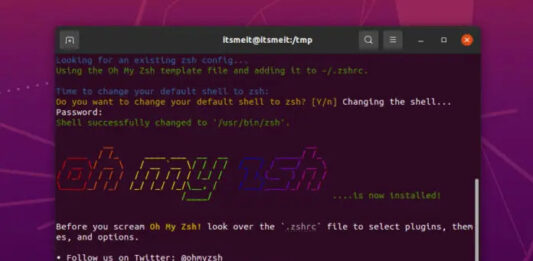 itsmeit@itsmeit:/tmp
Looking for an existing zsh config...
Using the Oh My Zsh template file and adding it to ~/.zshrc.
Time to change your default shell to zsh:
Do you want to change your default shell to zsh? [Y/n] Changing the shell...
Password:
Shell successfully changed to '/usr/bin/zsh'.
oh my zsh
....is now installed!
Before you scream Oh My Zsh! look over the `.zshrc` file to select plugins, them
es, and options.
• Follow us on Twitter: @ohmyzsh